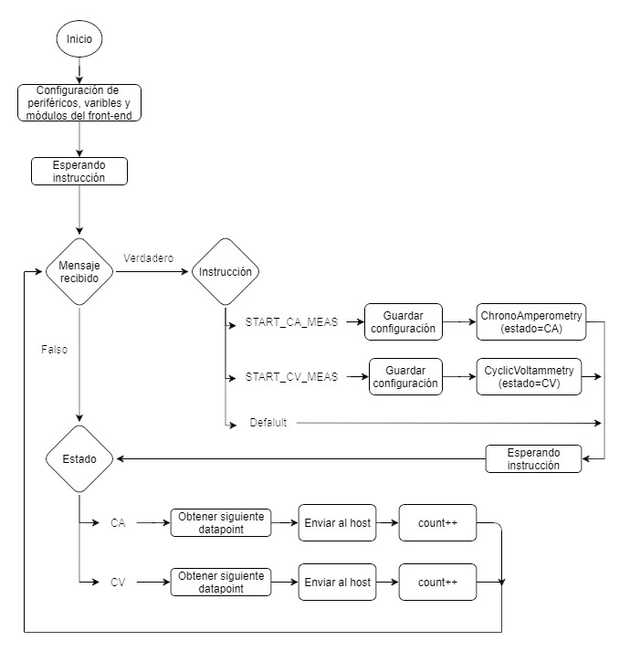 Inicio
Configuración de
periféricos, varibles y
módulos del front-end
Esperando
instrucción
Mensaje
recibido
Verdadero
Instrucción
Falso
START_CA_MEAS
Guardar
configuración
ChronoAmperometry
(estado=CA)
START_CV_MEAS
Guardar
configuración
CyclicVoltammetry
(estado=CV)
Defaluit
Esperando
instrucción
Estado
CA
Obtener siguiente
datapoint
Enviar al host
count++
CV
Obtener siguiente
datapoint
Enviar al host
count++